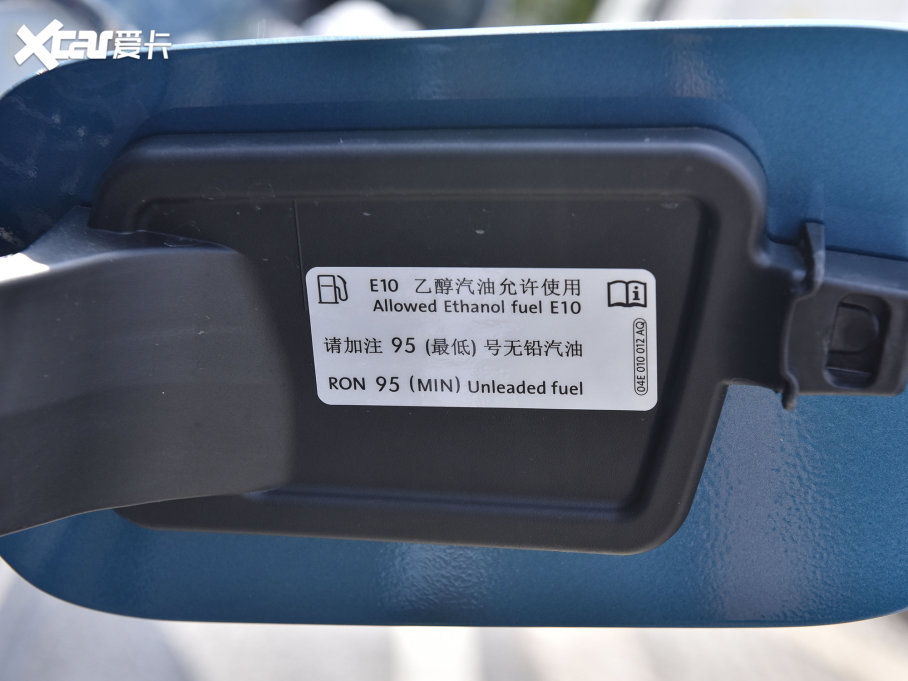 Xcar爱卡
E10 乙醇汽油允许使用
Allowed Ethanol fuel E10
请加注 95 (最低) 号无铅汽油
RON 95 (MIN) Unleaded fuel
04E 010 012 AQ